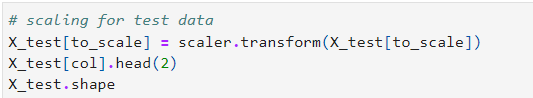 # scaling for test data
X_test[to_scale] = scaler.transform(X_test[to_scale])
X_test[col].head(2)
X_test.shape